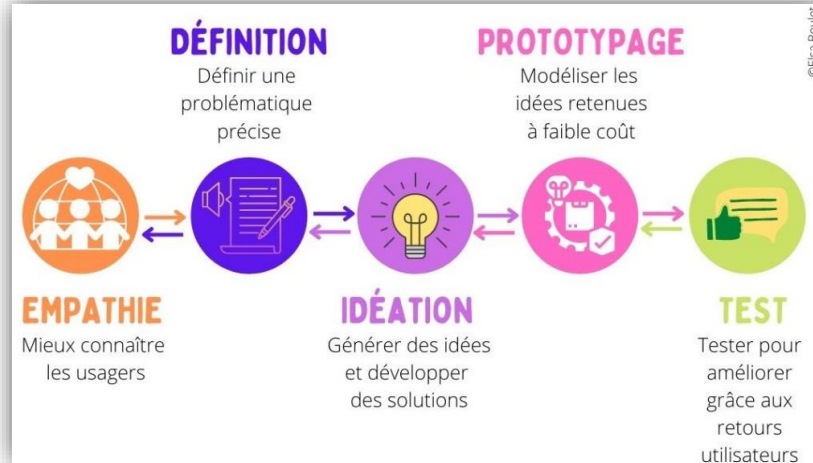 DÉFINITION
Définir une
problématique
précise
PROTOTYPAGE
Modéliser les
idées retenues
à faible coût
EMPATHIE
Mieux connaître
les usagers
IDÉATION
Générer des idées
et développer
des solutions
TEST
Tester pour
améliorer
grâce aux
retours
utilisateurs